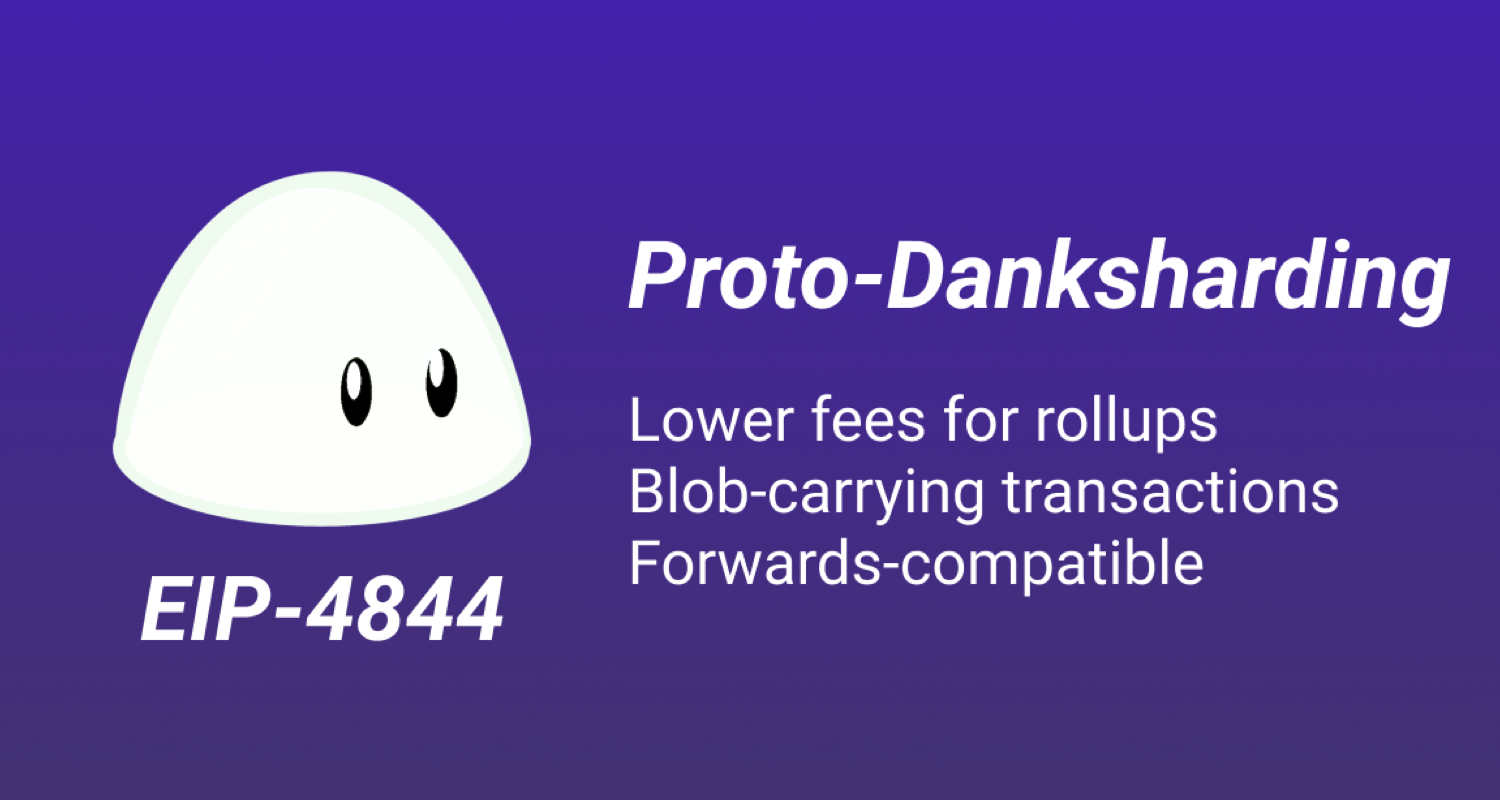 Proto-Danksharding
Lower fees for rollups
Blob-carrying transactions
Forwards-compatible
EIP-4844